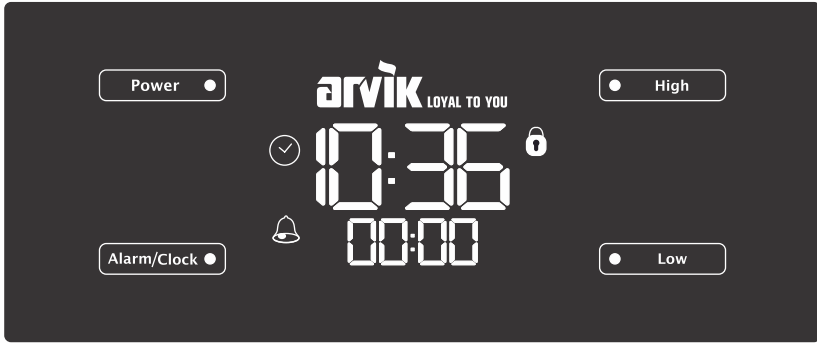 Power
arvik LOYAL TO YOU
High
10:36
00:00
Alarm/Clock
Low